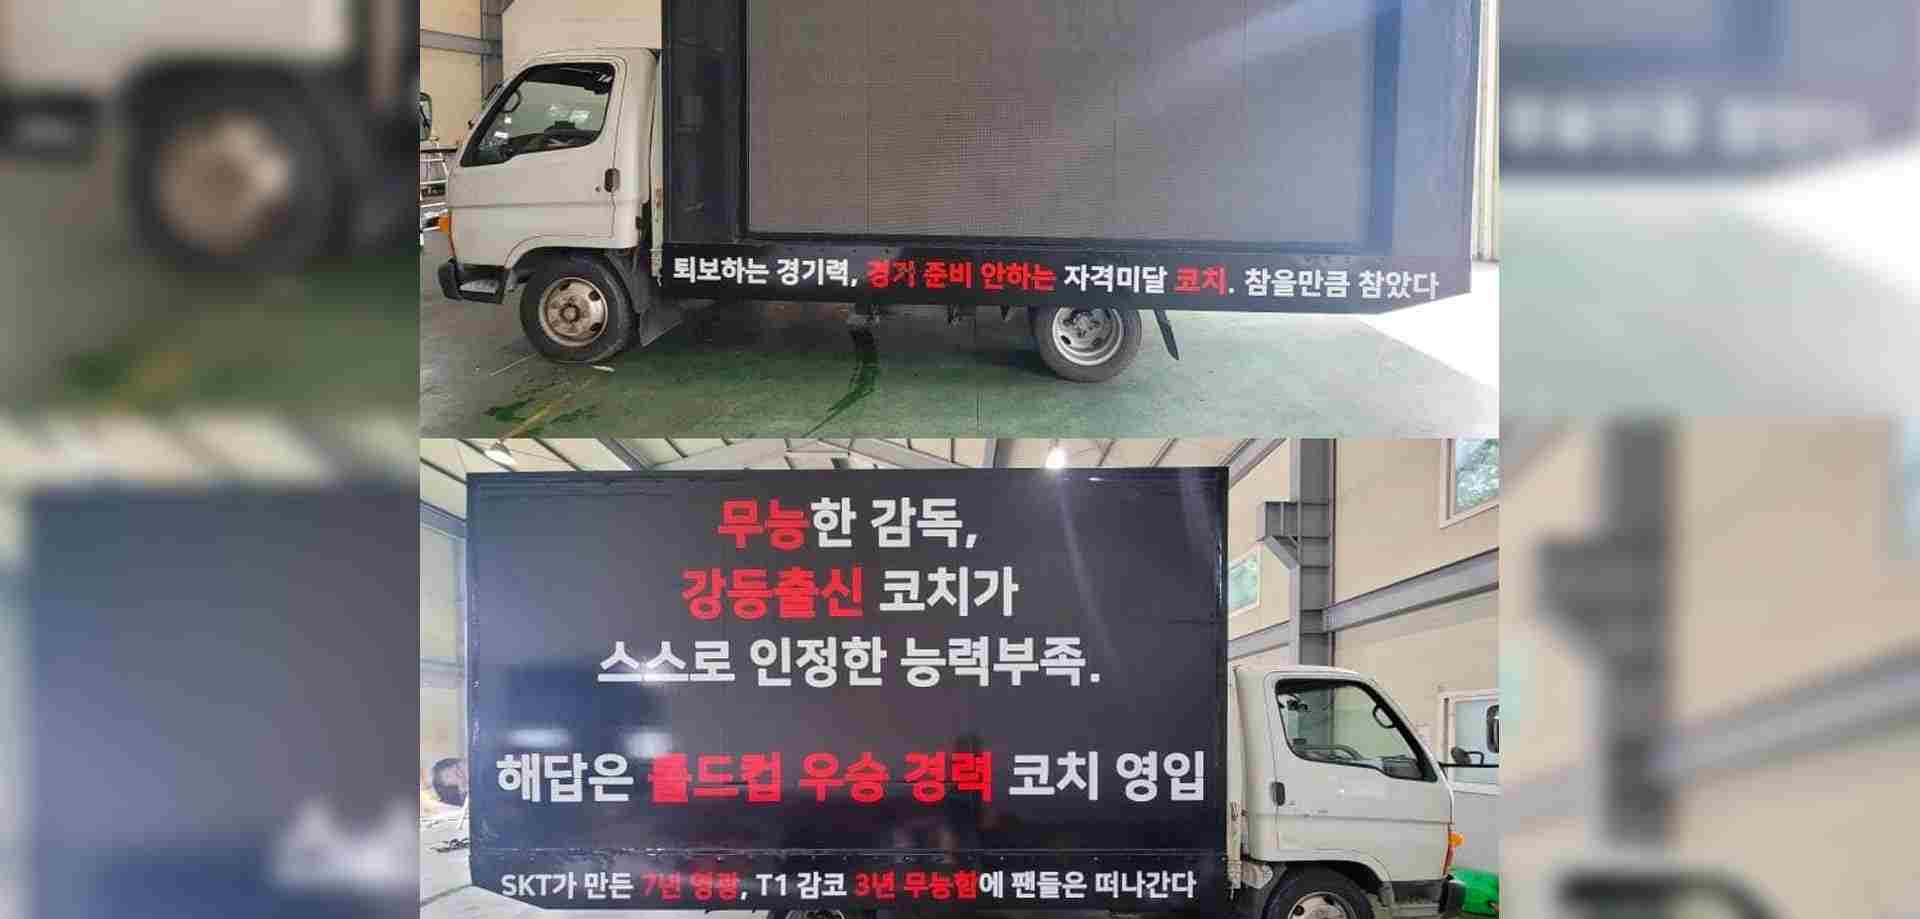 퇴보하는 경기력, 경기 준비 안하는 자격미달 코치. 참을만큼 참았다
무능한 감독,
강등출신 코치가
스스로 인정한 능력부족.
해답은 롤드컵 우승 경력 코치 영입
SKT가 만든 7년 영광, T1 감코 3년 무능함에 팬들은 떠나간다